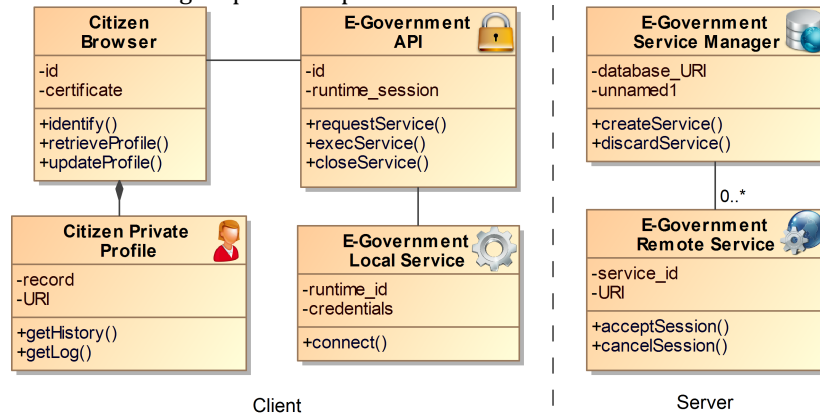 Citizen
Browser
-id
-certificate
+identify()
+retrieveProfile()
+updateProfile()
E-Government
API
-id
-runtime_session
+requestService()
+execService()
+closeService()
E-Government
Service Manager
-database_URI
-unnamed1
+createService()
+discardService()
0..*
Citizen Private
Profile
-record
-URI
+getHistory()
+getLog()
E-Government
Local Service
-runtime_id
-credentials
+connect()
E-Government
Remote Service
-service_id
-URI
+acceptSession()
+cancelSession()
Client
Server